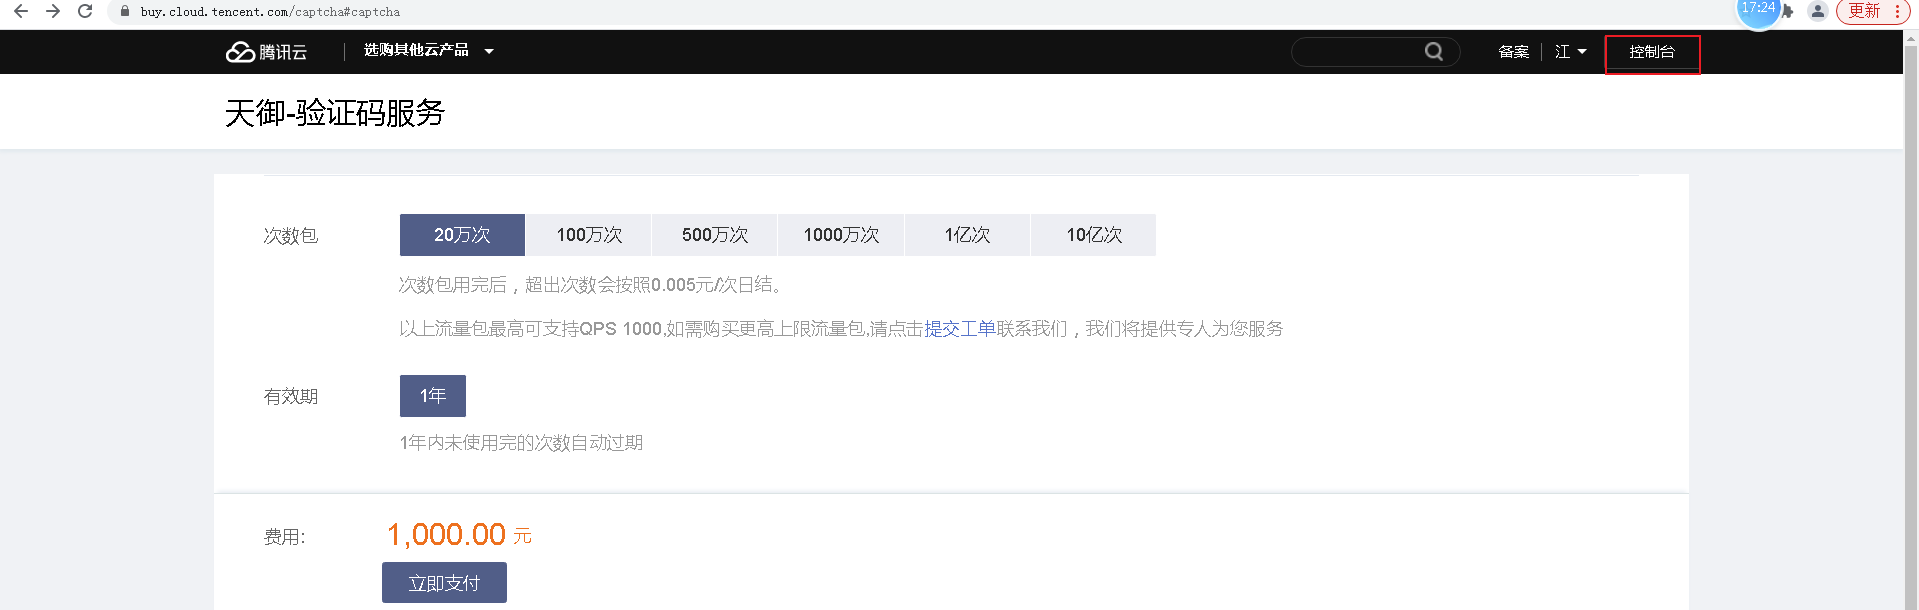 buy.cloud.tencent.com/captcha#captcha
17:24
更新
腾讯云
选购其他云产品
备案
江
控制台
天御-验证码服务
次数包
20万次
100万次
500万次
1000万次
1亿次
10亿次
次数包用完后，超出次数会按照0.005元/次日结。
以上流量包最高可支持QPS 1000,如需购买更高上限流量包,请点击提交工单联系我们，我们将提供专人为您服务
有效期
1年
1年内未使用完的次数自动过期
费用:
1,000.00 元
立即支付